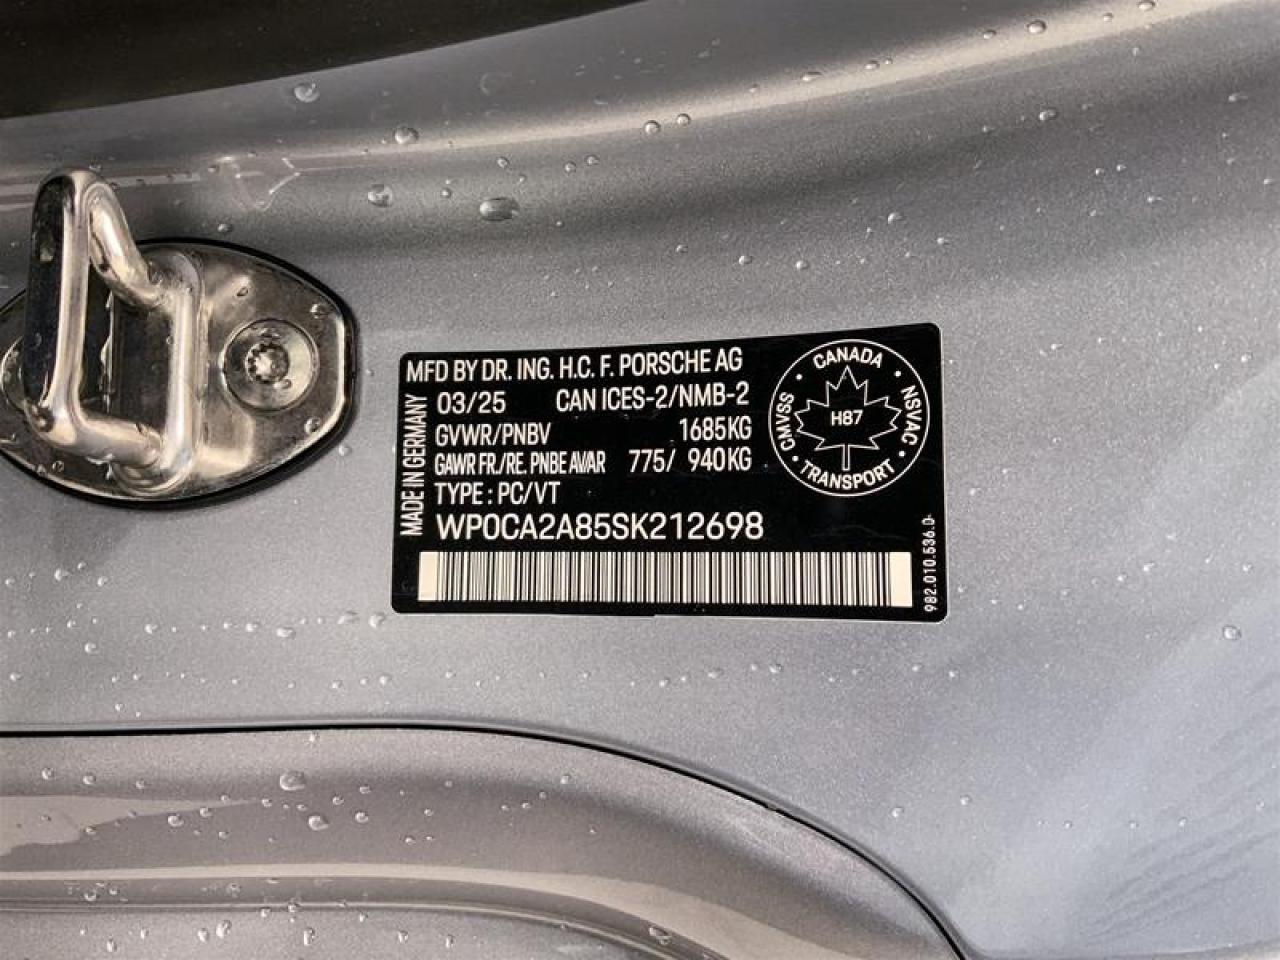 MFD BY DR. ING. H.C. F. PORSCHE AG
MADE IN GERMANY
03/25 CAN ICES-2/NMB-2
GVWR/PNBV 1685KG
GAWR FR./RE. PNBE AV/AR 775/ 940KG
TYPE : PC/VT
WP0CA2A85SK212698
CANADA
CMVSS
H87
NSVAC
TRANSPORT
982.010.536.0-